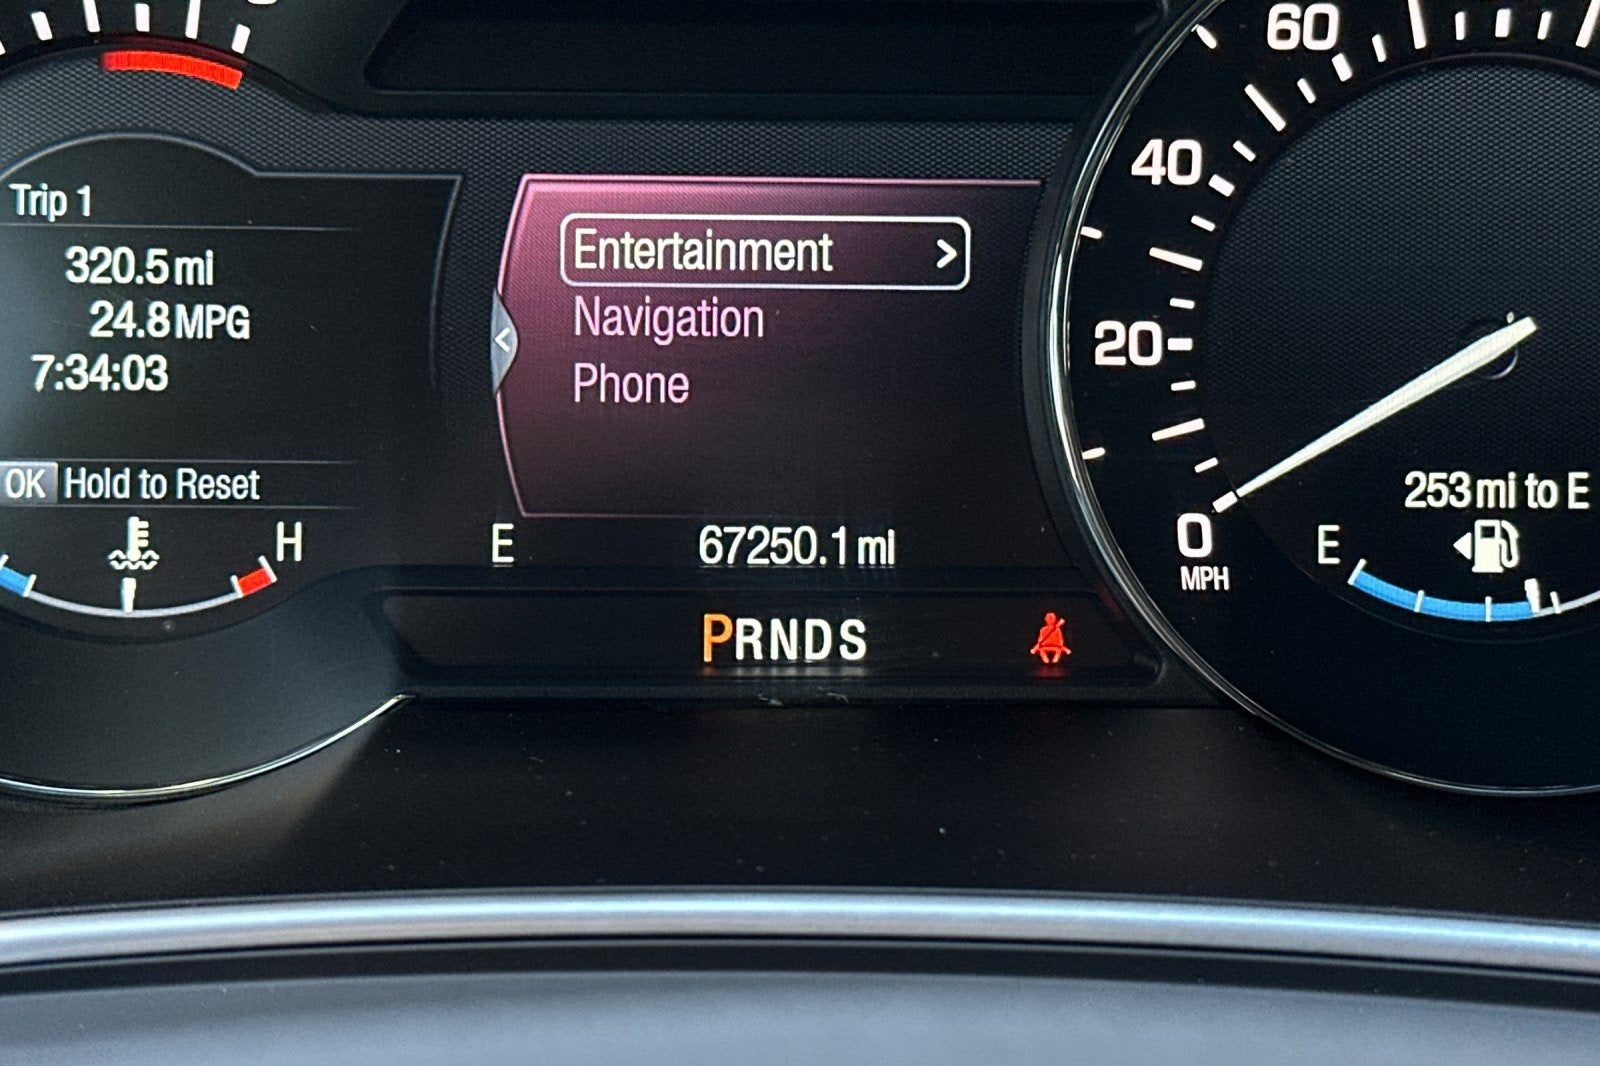 Trip 1
320.5 mi
24.8 MPG
7:34:03
OK Hold to Reset
H
Entertainment >
Navigation
Phone
E
67250.1 mi
PRNDS
60
40
20
0
MPH
253 mi to E
E